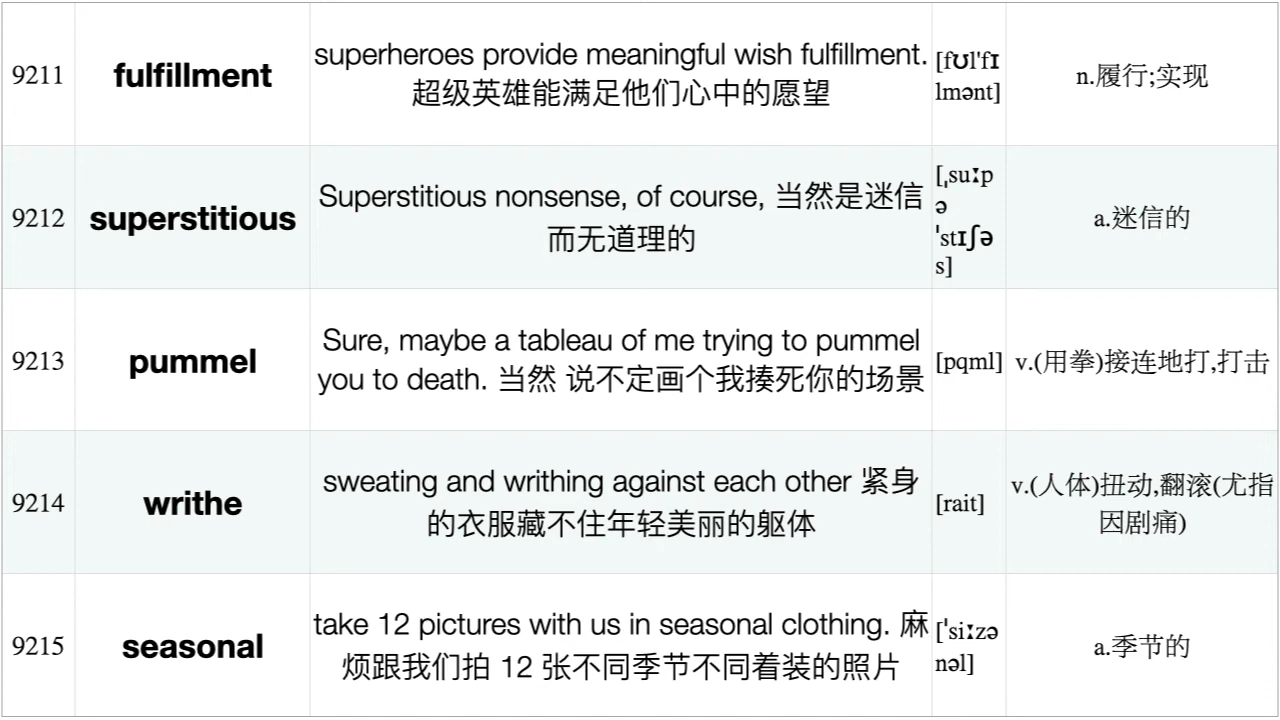 9211
fulfillment
superheroes provide meaningful wish fulfillment.
超级英雄能满足他们心中的愿望
[fʊl'fɪ
lmənt]
n.履行;实现
9212
superstitious
Superstitious nonsense, of course, 当然是迷信
而无道理的
[ˌsuːp
ə
ˈstɪʃə
s]
a.迷信的
9213
pummel
Sure, maybe a tableau of me trying to pummel
you to death. 当然 说不定画个我揍死你的场景
[pqml]
v.(用拳)接连地打,打击
9214
writhe
sweating and writhing against each other 紧身
的衣服藏不住年轻美丽的躯体
[rait]
v.(人体)扭动,翻滚(尤指
因剧痛)
9215
seasonal
take 12 pictures with us in seasonal clothing. 麻
烦跟我们拍 12 张不同季节不同着装的照片
[ˈsiːzə
nəl]
a.季节的